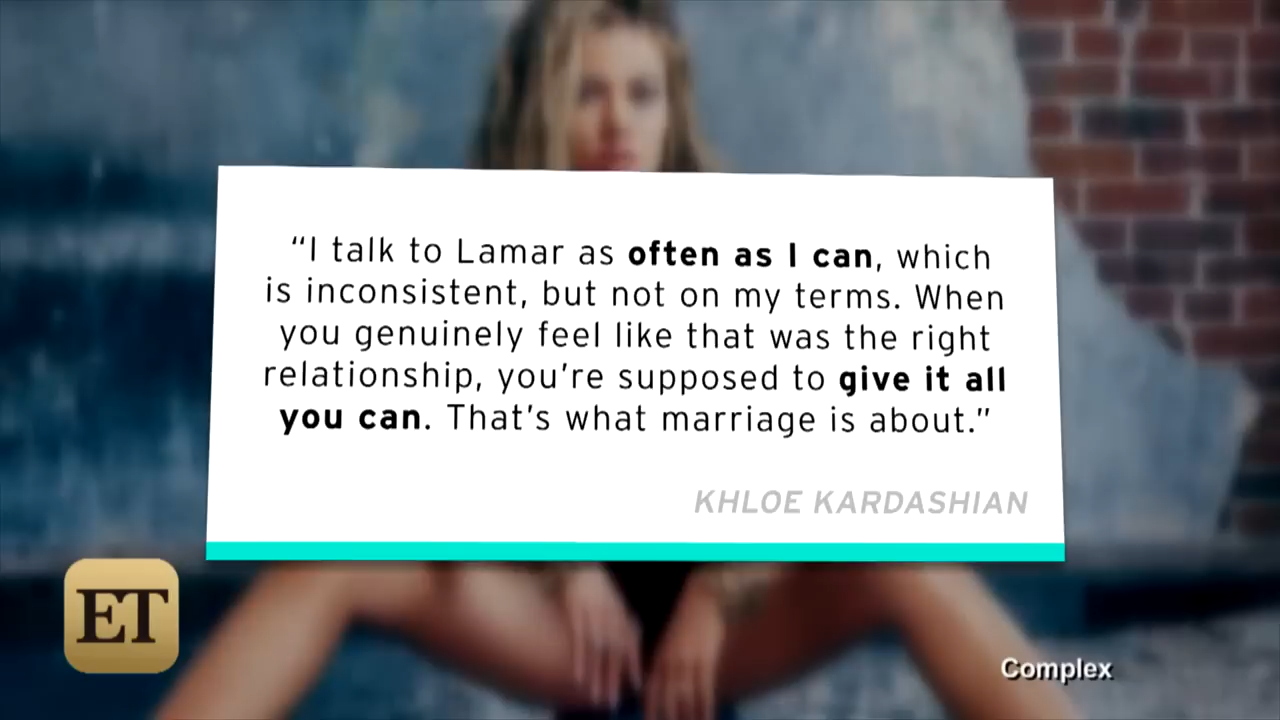 “I talk to Lamar as often as I can, which
is inconsistent, but not on my terms. When
you genuinely feel like that was the right
relationship, you’re supposed to give it all
you can. That’s what marriage is about.”
KHLOE KARDASHIAN
ET
Complex